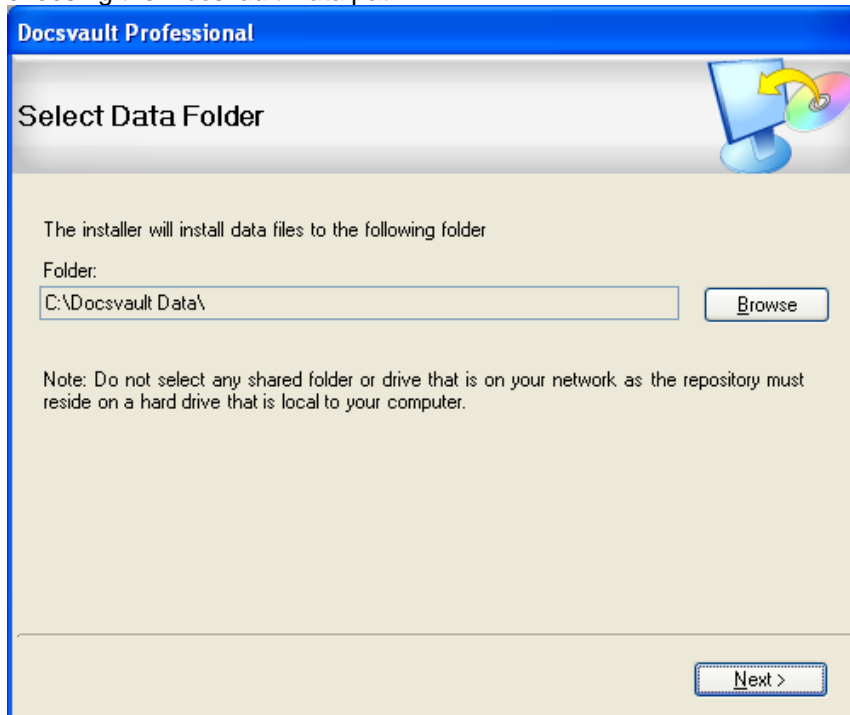 Docsvault Professional
Select Data Folder
The installer will install data files to the following folder
Folder:
C:\Docsvault Data\
Browse
Note: Do not select any shared folder or drive that is on your network as the repository must
reside on a hard drive that is local to your computer.
Next >